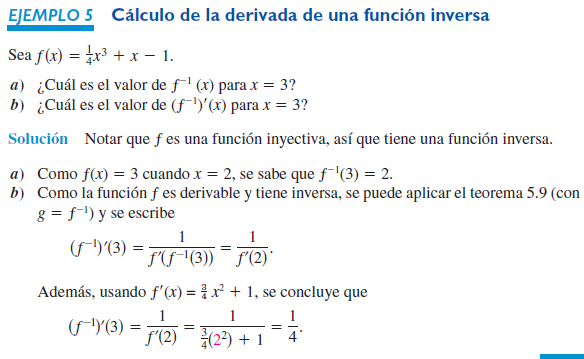 EJEMPLO 5 Cálculo de la derivada de una función inversa
Sea f(x) = 1/4 x³ + x − 1.
a) ¿Cuál es el valor de f⁻¹ (x) para x = 3?
b) ¿Cuál es el valor de (f⁻¹)′(x) para x = 3?
Solución Notar que f es una función inyectiva, así que tiene una función inversa.
a) Como f(x) = 3 cuando x = 2, se sabe que f⁻¹(3) = 2.
b) Como la función f es derivable y tiene inversa, se puede aplicar el teorema 5.9 (con
g = f⁻¹) y se escribe
(f⁻¹)′(3) = 1/f′(f⁻¹(3)) = 1/f′(2).
Además, usando f′(x) = 3/4 x² + 1, se concluye que
(f⁻¹)′(3) = 1/f′(2) = 1/(3/4(2²) + 1) = 1/4.